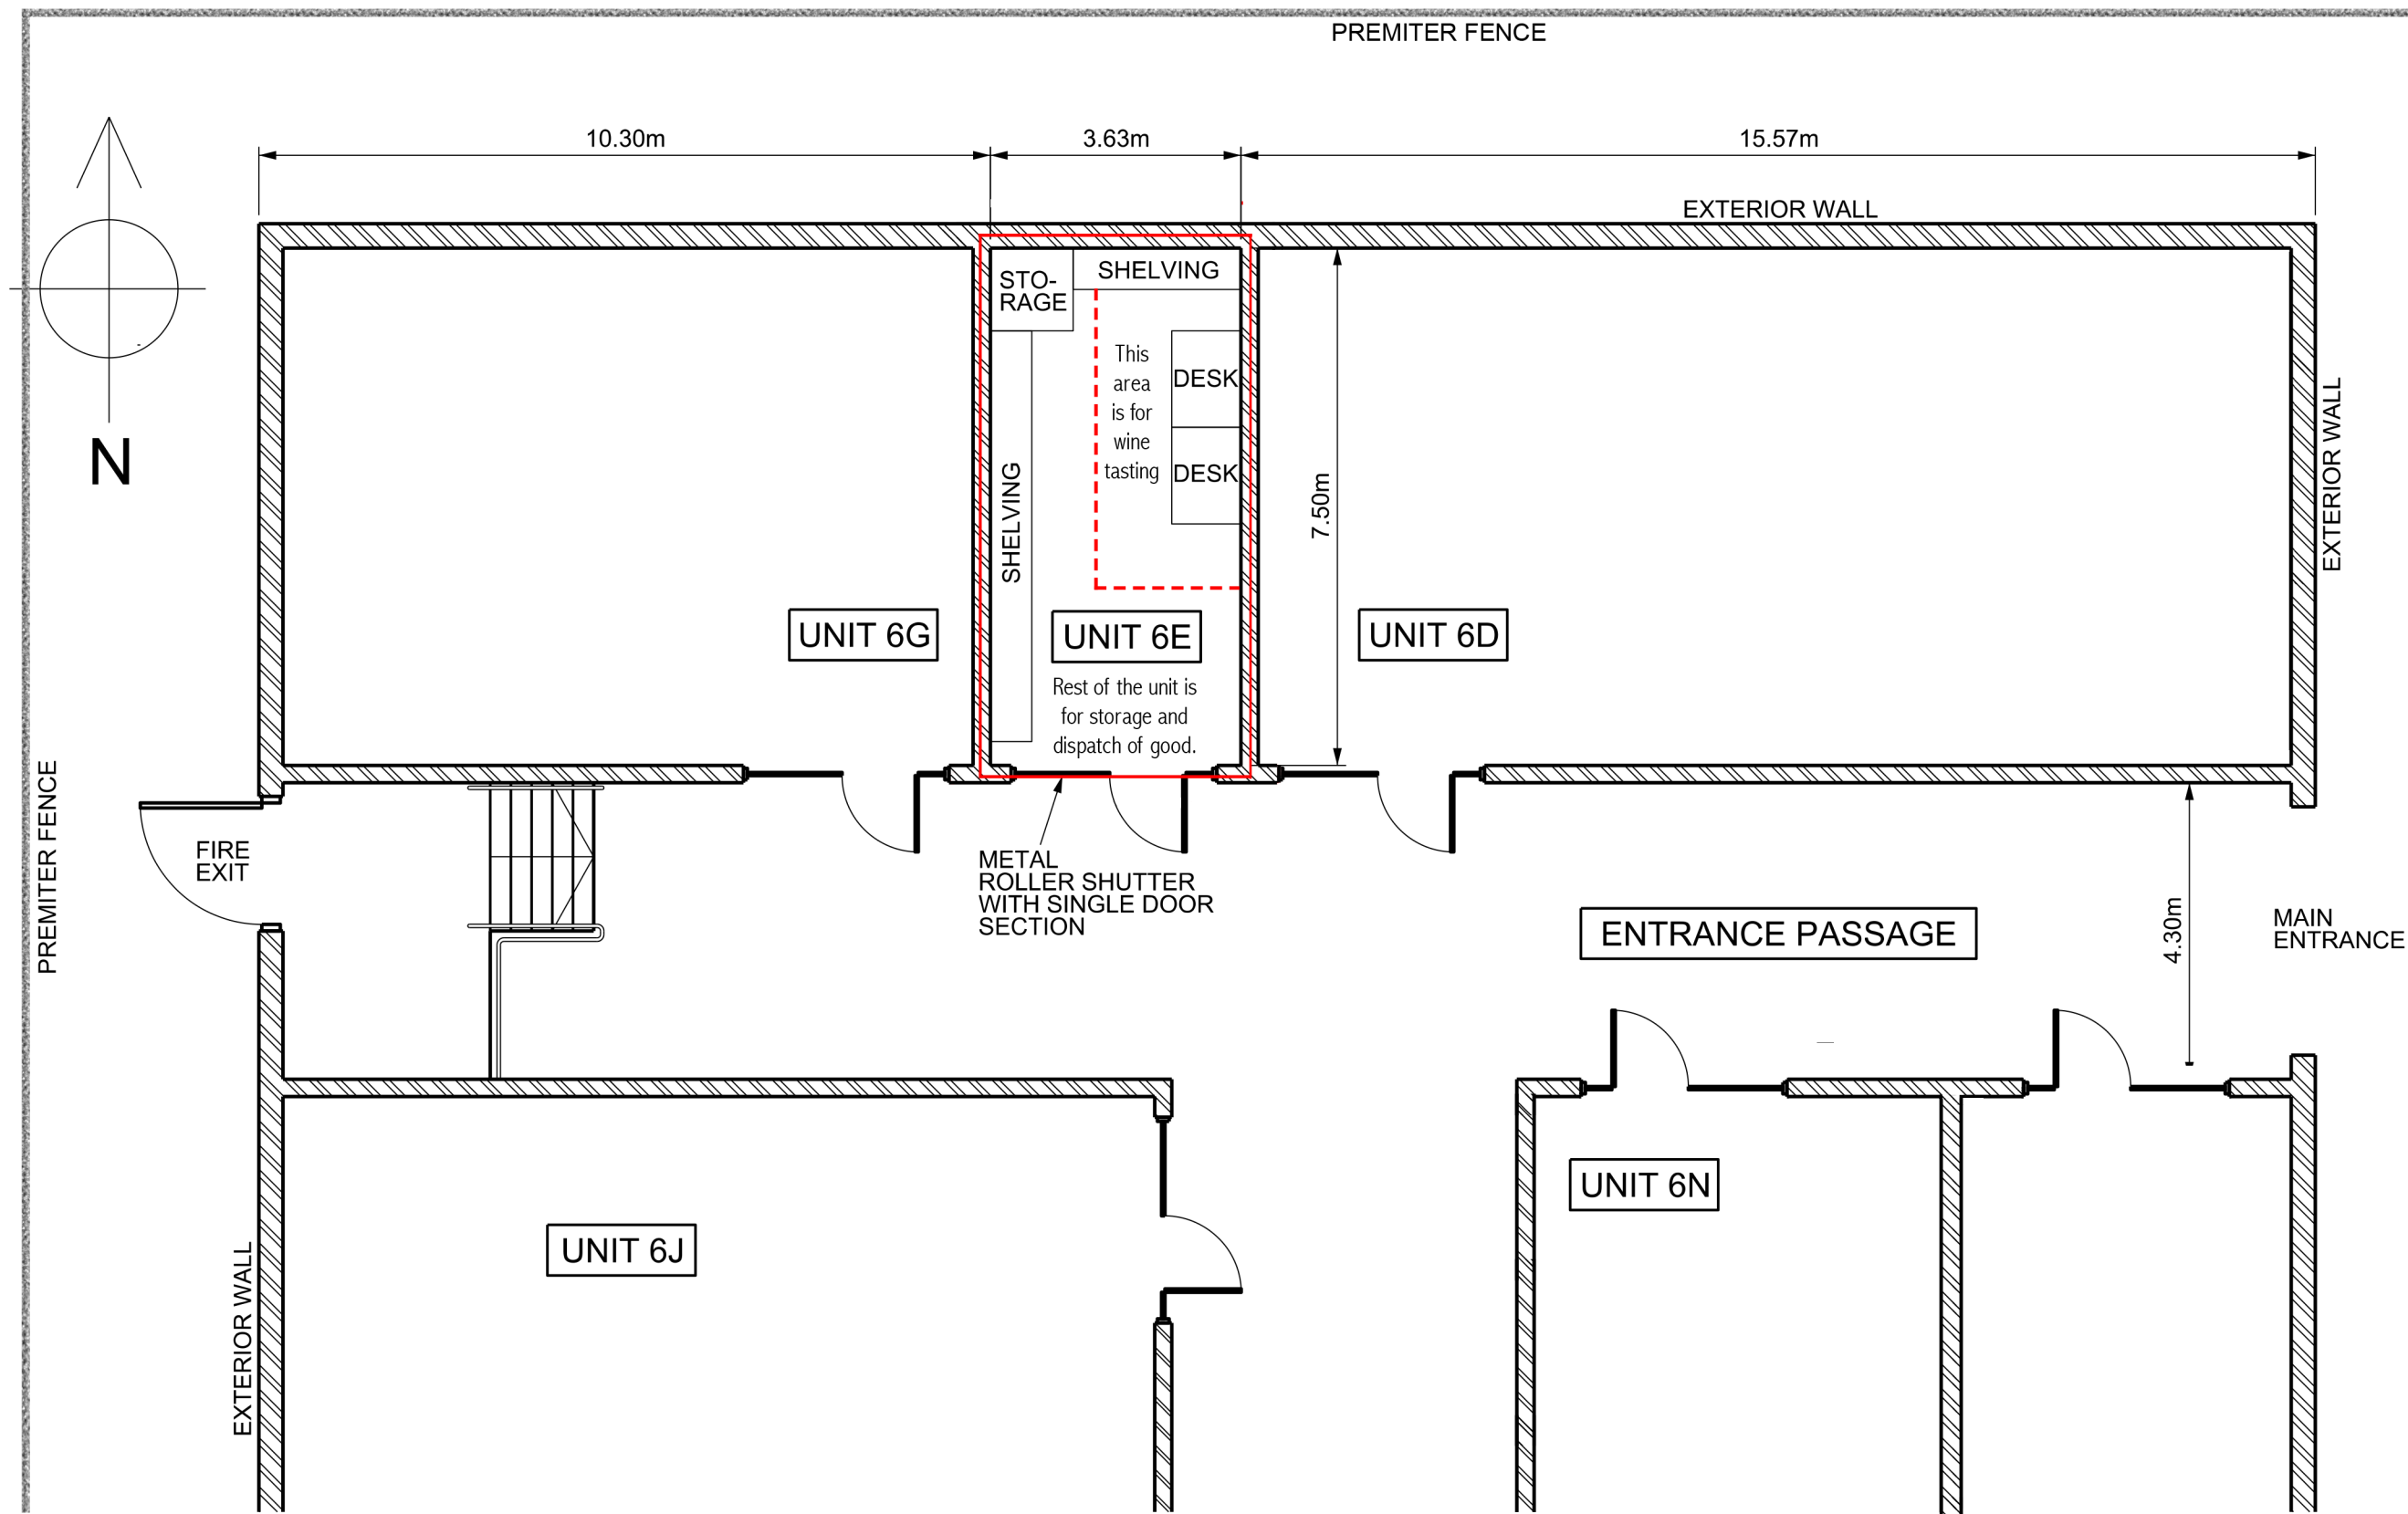 PREMITER FENCE
10.30m
3.63m
15.57m
EXTERIOR WALL
N
STO-
RAGE
SHELVING
This
area
is for
wine
tasting
DESK
DESK
SHELVING
7.50m
EXTERIOR WALL
UNIT 6G
UNIT 6E
UNIT 6D
Rest of the unit is
for storage and
dispatch of good.
PREMITER FENCE
FIRE
EXIT
METAL
ROLLER SHUTTER
WITH SINGLE DOOR
SECTION
ENTRANCE PASSAGE
4.30m
MAIN
ENTRANCE
UNIT 6N
UNIT 6J
EXTERIOR WALL